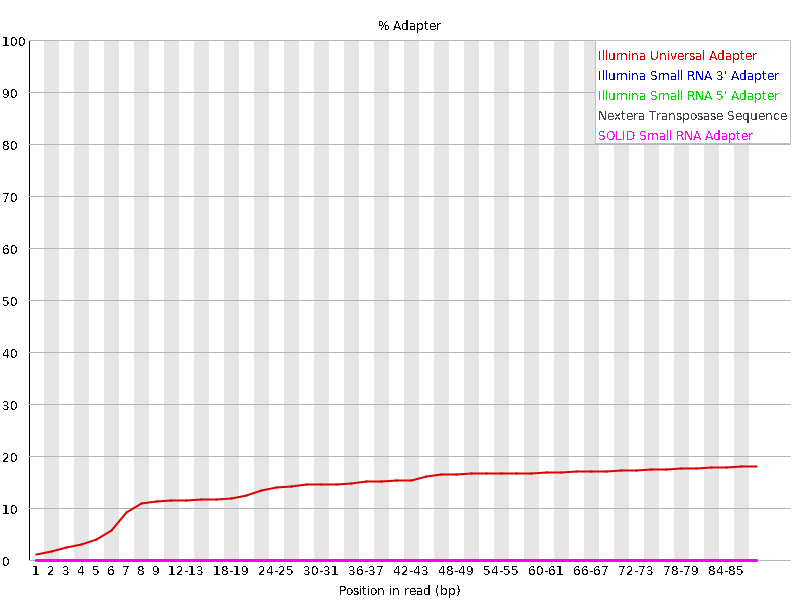 % Adapter
100
90
80
70
60
50
40
30
20
10
0
Illumina Universal Adapter
Illumina Small RNA 3' Adapter
Illumina Small RNA 5' Adapter
Nextera Transposase Sequence
SOLID Small RNA Adapter
1 2 3 4 5 6 7 8 9 12-13 18-19 24-25 30-31 36-37 42-43 48-49 54-55 60-61 66-67 72-73 78-79 84-85
Position in read (bp)